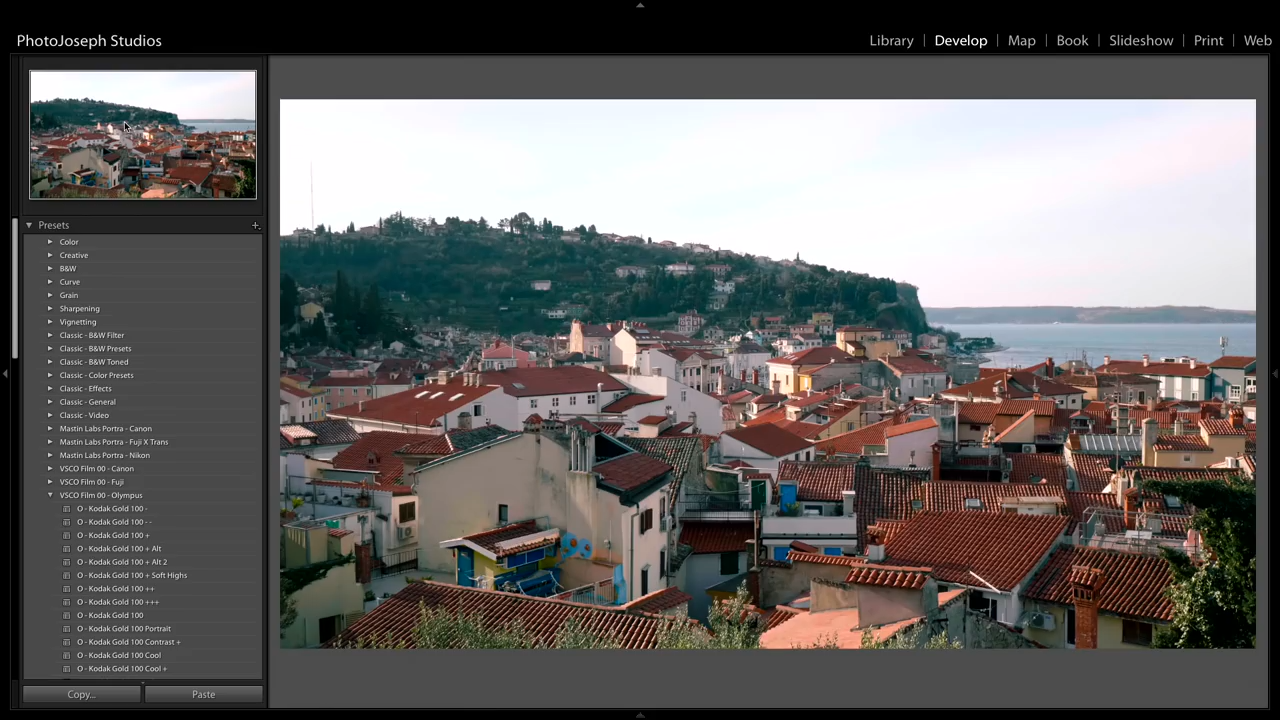 PhotoJoseph Studios
Library | Develop | Map | Book | Slideshow | Print | Web
Presets
Color
Creative
B&W
Curve
Grain
Sharpening
Vignetting
Classic - B&W Filter
Classic - B&W Presets
Classic - B&W Toned
Classic - Color Presets
Classic - Effects
Classic - General
Classic - Video
Mastin Labs Portra - Canon
Mastin Labs Portra - Fuji X Trans
Mastin Labs Portra - Nikon
VSCO Film 00 - Canon
VSCO Film 00 - Fuji
VSCO Film 00 - Olympus
O - Kodak Gold 100 -
O - Kodak Gold 100 - -
O - Kodak Gold 100 +
O - Kodak Gold 100 + Alt
O - Kodak Gold 100 + Alt 2
O - Kodak Gold 100 + Soft Highs
O - Kodak Gold 100 ++
O - Kodak Gold 100 +++
O - Kodak Gold 100
O - Kodak Gold 100 Portrait
O - Kodak Gold 100 Contrast +
O - Kodak Gold 100 Cool
O - Kodak Gold 100 Cool +
Copy... Paste